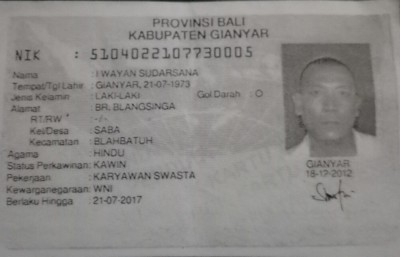 PROVINSI BALI
KABUPATEN GIANYAR
NIK : 5104022107730005
Nama : I WAYAN SUDARSANA
Tempat/Tgl Lahir : GIANYAR, 21-07-1973
Jenis Kelamin : LAKI-LAKI Gol Darah : O
Alamat : BR. BLANGSINGA
RT/RW : -/-
Kel/Desa : SABA
Kecamatan : BLAHBATUH
Agama : HINDU
Status Perkawinan: KAWIN
Pekerjaan : KARYAWAN SWASTA
Kewarganegaraan: WNI
Berlaku Hingga : 21-07-2017
GIANYAR
18-12-2012